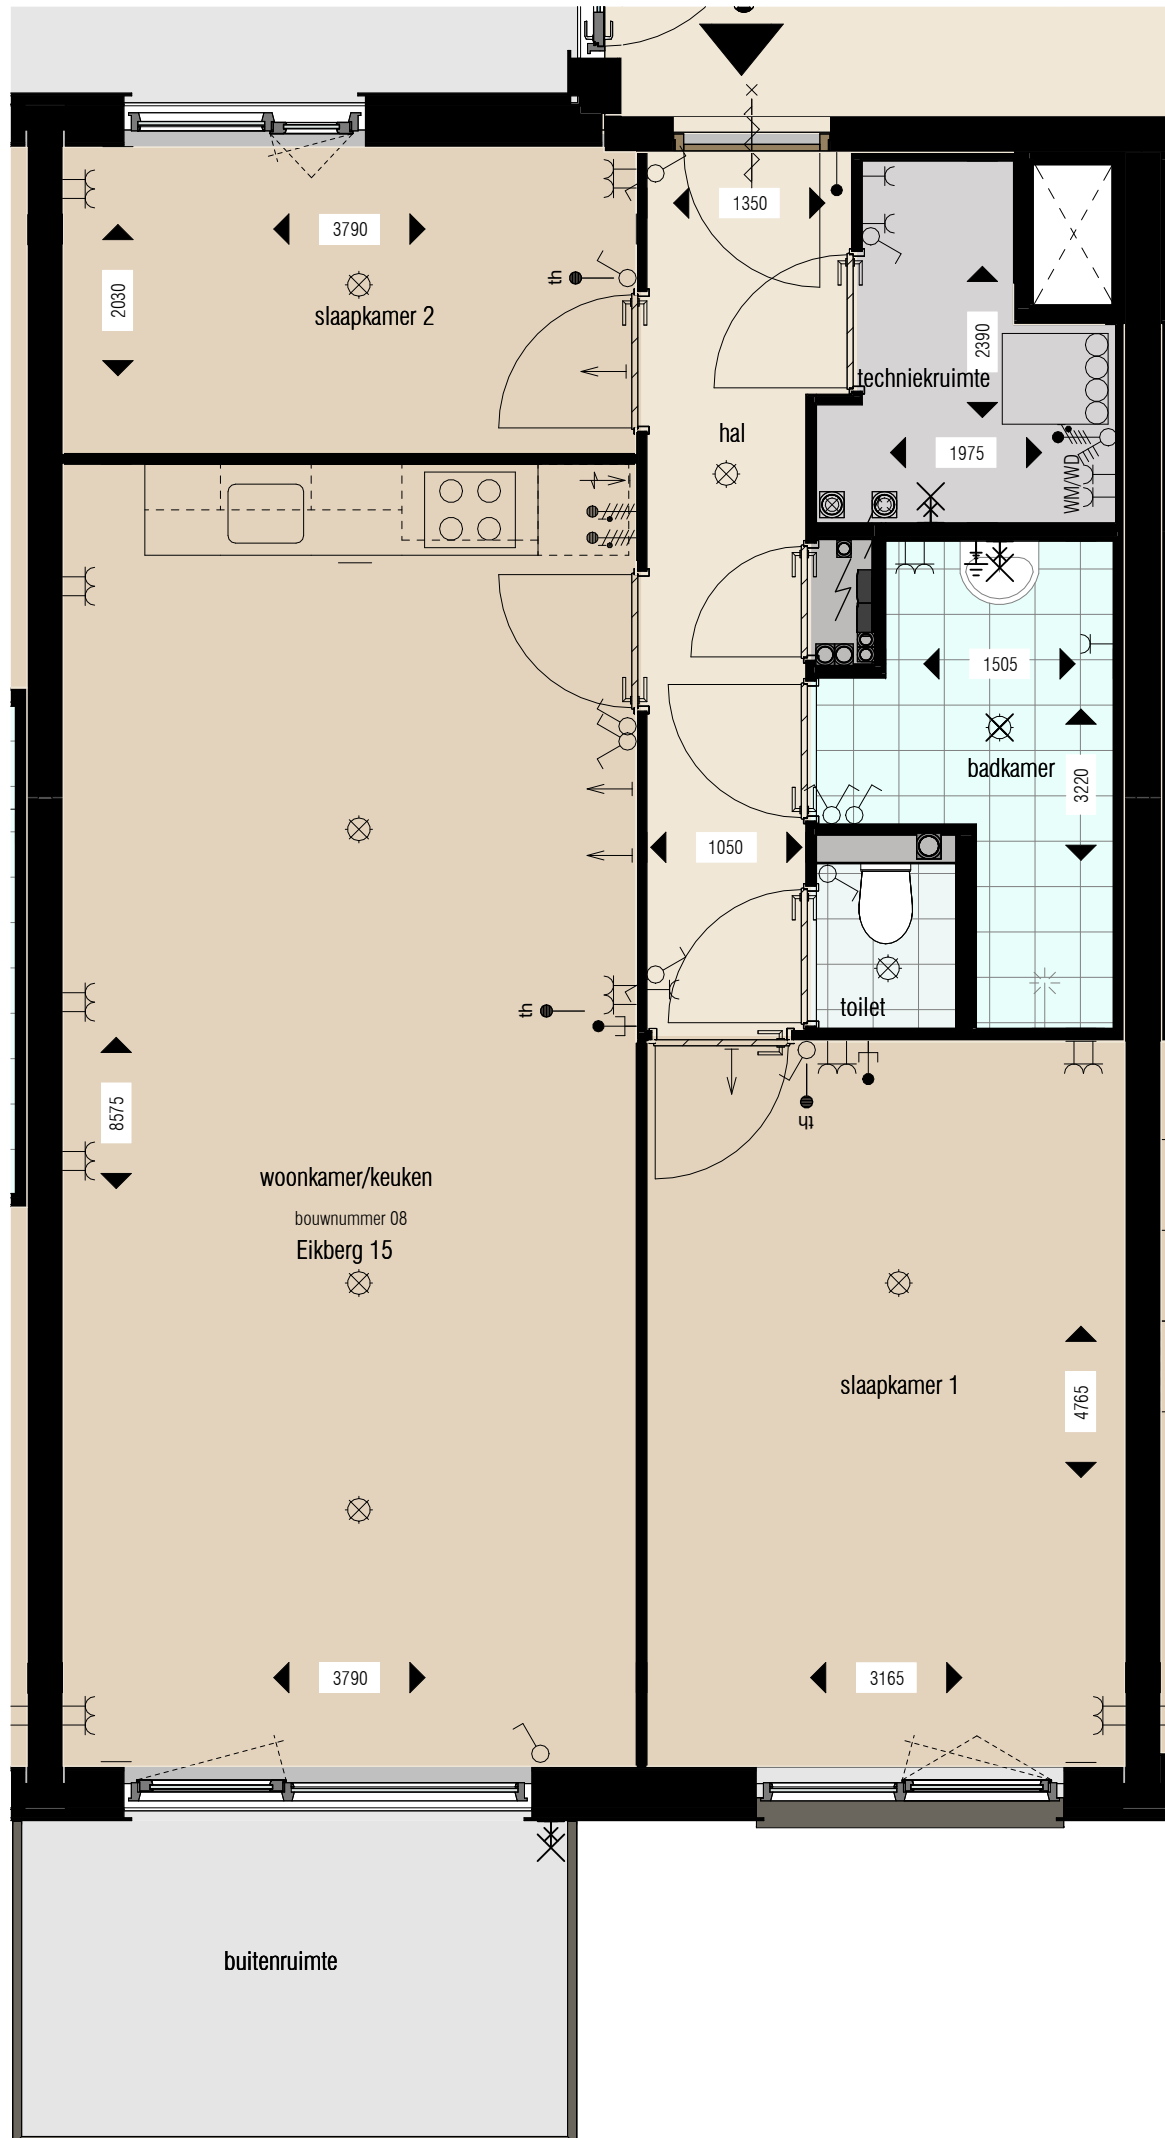 1350
3790
2030
th
slaapkamer 2
2390
techniekruimte
hal
1975
WM/WD
1505
badkamer
3220
1050
toilet
th
8575
th
woonkamer/keuken
bouwnummer 08
Eikberg 15
slaapkamer 1
4765
3790
3165
buitenruimte